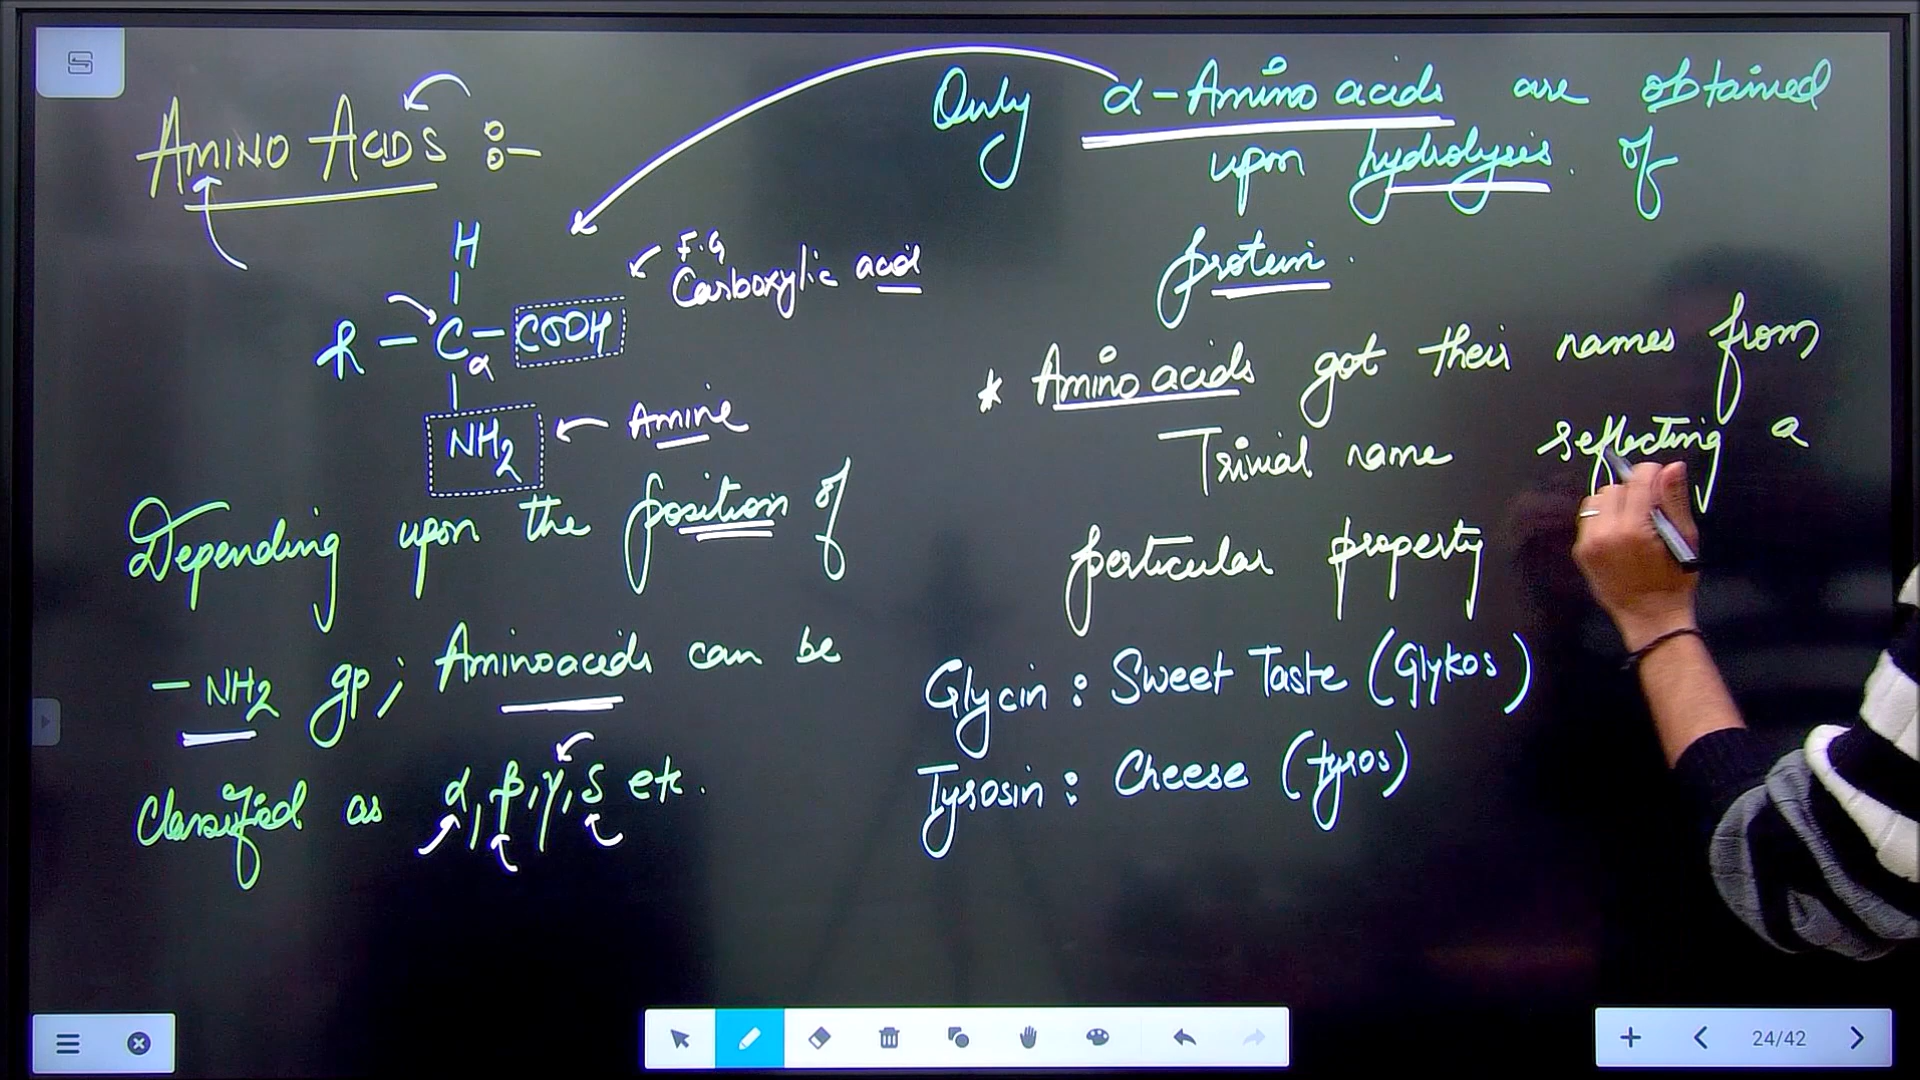 AMINO ACIDS :-
H
R - C - COOH
α
NH2
F.G
Carboxylic acid
Amine
Depending upon the position of
- NH2 gp; Aminoacids can be
classified as α, β, γ, δ etc.
Only α-Amino acids are obtained
upon hydrolysis of
protein.
* Amino acids got their names from
Trivial name reflecting a
perticular property
Glycin : Sweet Taste (Glykos)
Tyrosin : Cheese (tyros)
24/42